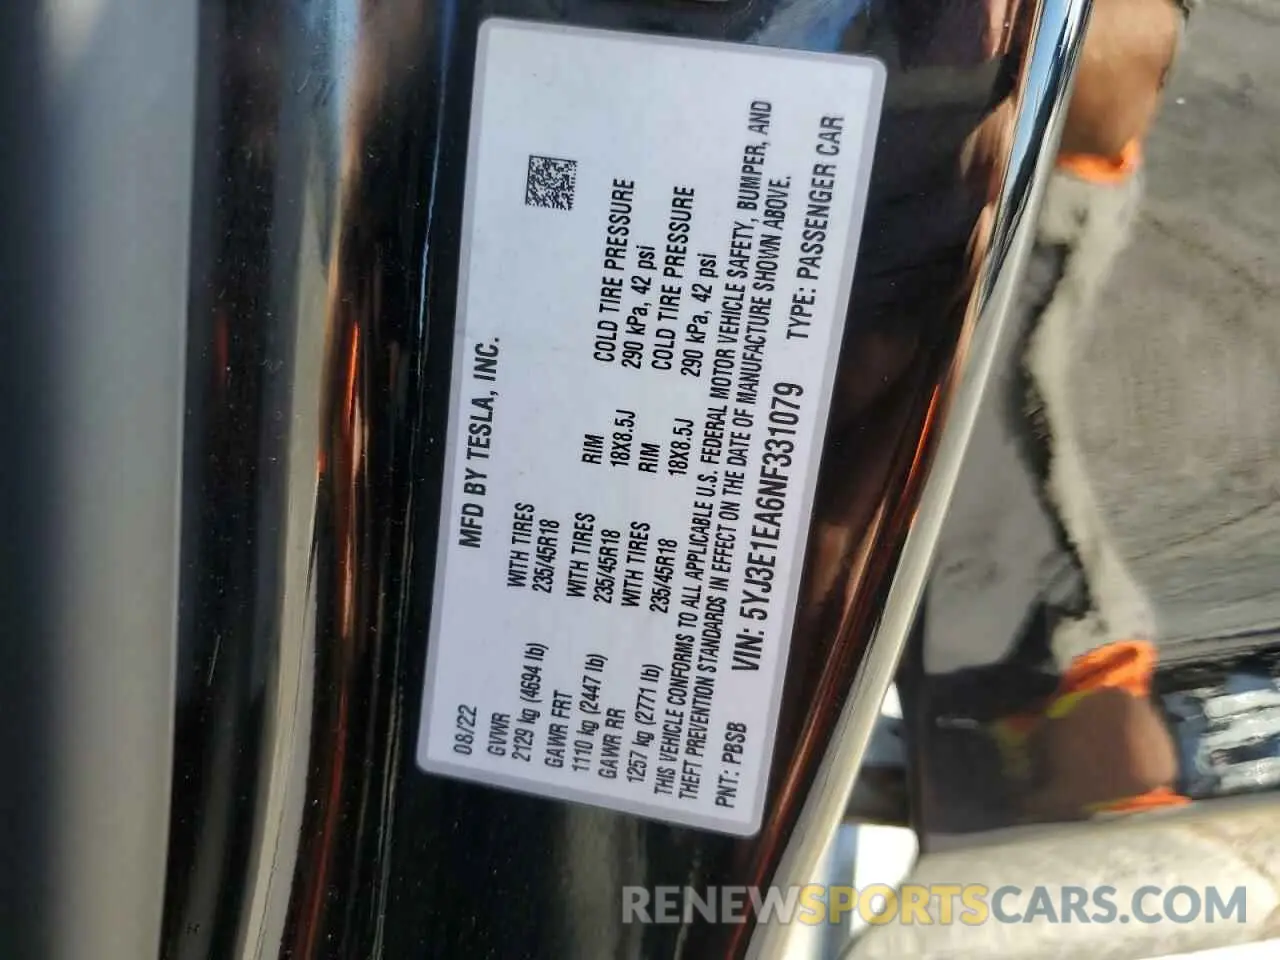 MFD BY TESLA, INC.
08/22
GVWR
2129 kg (4694 lb)
WITH TIRES
235/45R18
GAWR FRT
1110 kg (2447 lb)
WITH TIRES
235/45R18
RIM
18X8.5J
COLD TIRE PRESSURE
290 kPa, 42 psi
GAWR RR
1257 kg (2771 lb)
WITH TIRES
235/45R18
RIM
18X8.5J
COLD TIRE PRESSURE
290 kPa, 42 psi
THIS VEHICLE CONFORMS TO ALL APPLICABLE U.S. FEDERAL MOTOR VEHICLE SAFETY, BUMPER, AND
THEFT PREVENTION STANDARDS IN EFFECT ON THE DATE OF MANUFACTURE SHOWN ABOVE.
PNT: PBSB
VIN: 5YJ3E1EA6NF331079
TYPE: PASSENGER CAR
RENEWSPORTSCARS.COM